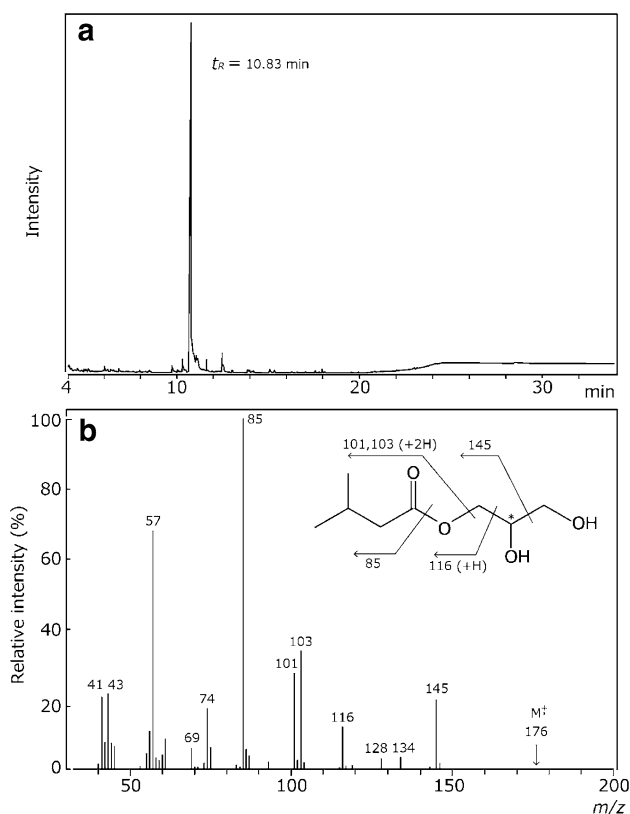 a
tR = 10.83 min
Intensity
4 10 20 30 min
b
100
80
60
40
20
0
Relative intensity (%)
85
57
41 43
69
74
101
103
116
128 134
145
M+·
176
101,103 (+2H)
145
O
O
*
OH
OH
85
116 (+H)
50 100 150 200
m/z